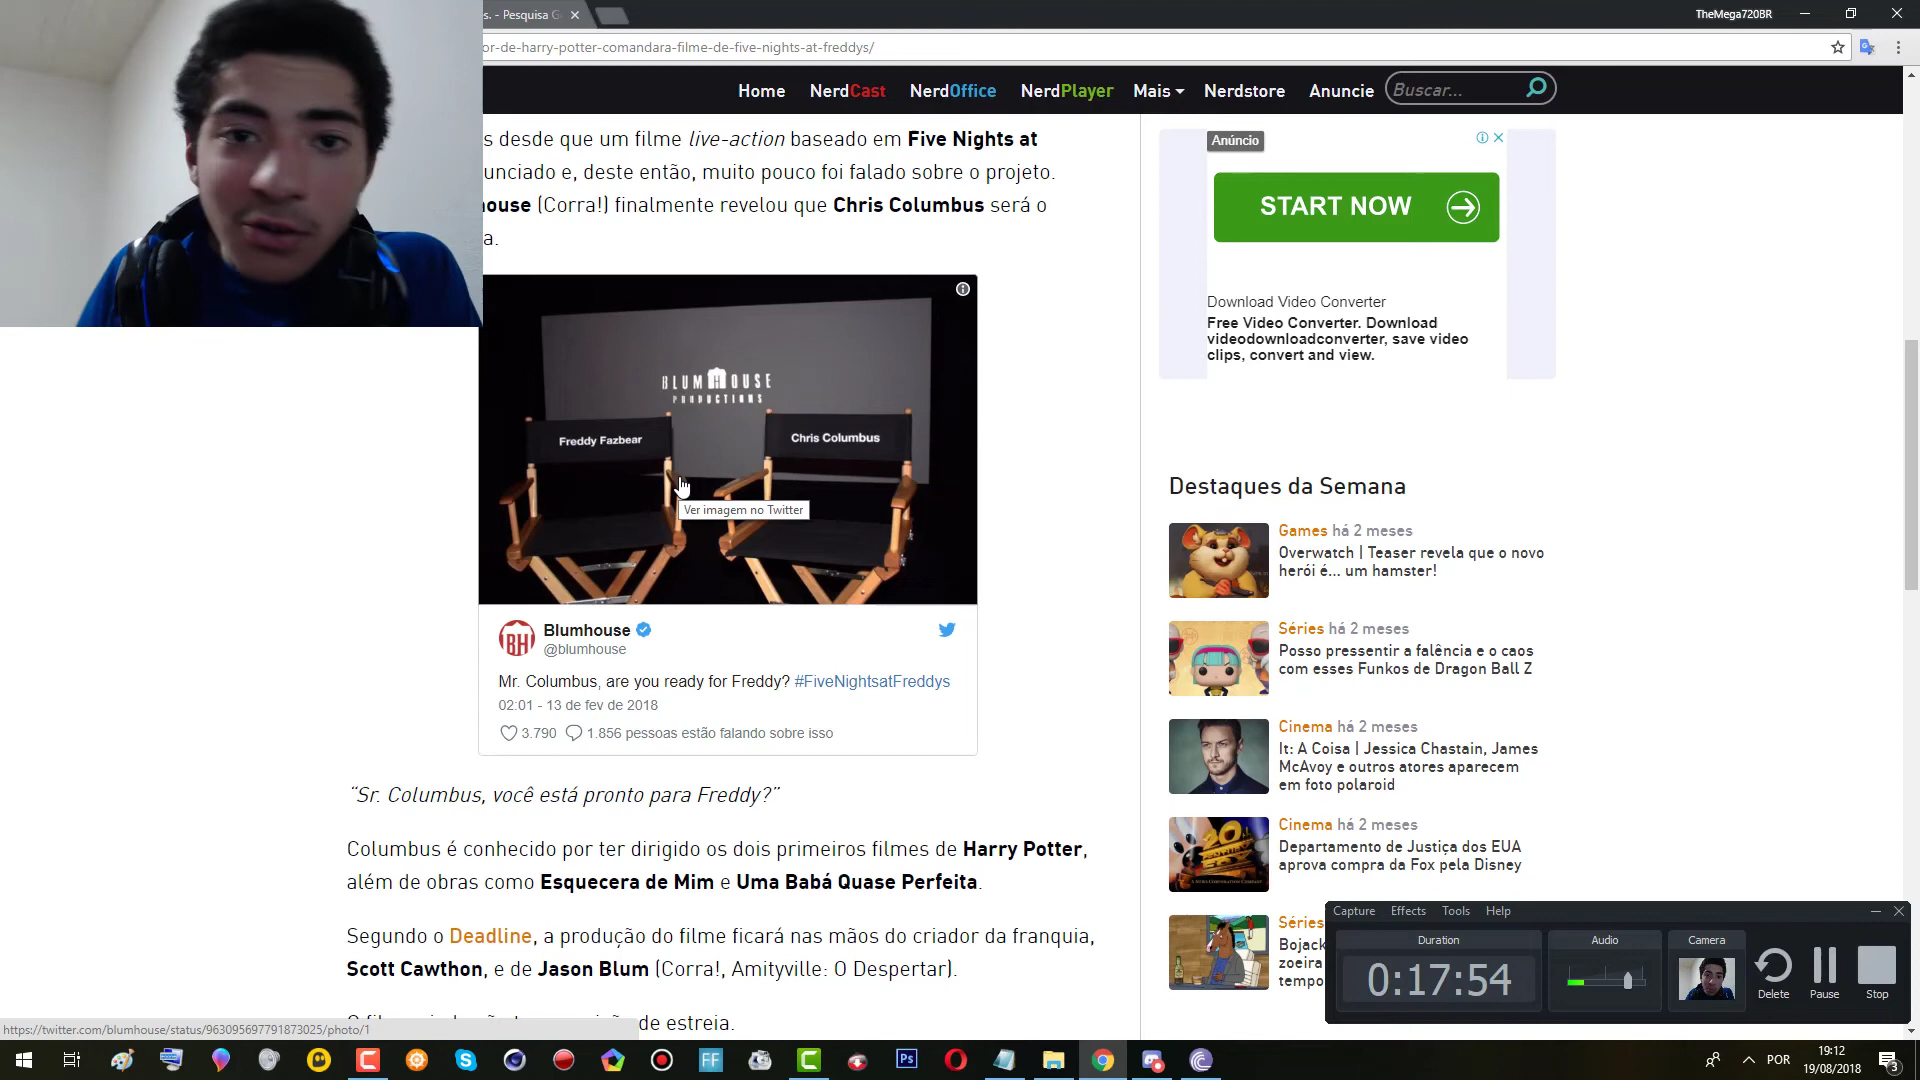 s. - Pesquisa G
TheMega720BR
or-de-harry-potter-comandara-filme-de-five-nights-at-freddys/
Home NerdCast NerdOffice NerdPlayer Mais Nerdstore Anuncie Buscar...
s desde que um filme live-action baseado em Five Nights at
unciado e, deste então, muito pouco foi falado sobre o projeto.
house (Corra!) finalmente revelou que Chris Columbus será o
a.
BLUMHOUSE
PRODUCTIONS
Freddy Fazbear
Chris Columbus
Ver imagem no Twitter
BH
Blumhouse
@blumhouse
Mr. Columbus, are you ready for Freddy? #FiveNightsatFreddys
02:01 - 13 de fev de 2018
3.790 1.856 pessoas estão falando sobre isso
“Sr. Columbus, você está pronto para Freddy?”
Columbus é conhecido por ter dirigido os dois primeiros filmes de Harry Potter,
além de obras como Esquecera de Mim e Uma Babá Quase Perfeita.
Segundo o Deadline, a produção do filme ficará nas mãos do criador da franquia,
Scott Cawthon, e de Jason Blum (Corra!, Amityville: O Despertar).
de estreia.
https://twitter.com/blumhouse/status/963095697791873025/photo/1
Anúncio
START NOW
Download Video Converter
Free Video Converter. Download
videodownloadconverter, save video
clips, convert and view.
Destaques da Semana
Games há 2 meses
Overwatch | Teaser revela que o novo
herói é... um hamster!
Séries há 2 meses
Posso pressentir a falência e o caos
com esses Funkos de Dragon Ball Z
Cinema há 2 meses
It: A Coisa | Jessica Chastain, James
McAvoy e outros atores aparecem
em foto polaroid
Cinema há 2 meses
Departamento de Justiça dos EUA
aprova compra da Fox pela Disney
Séries
Bojack
zoeira
tempo
Capture Effects Tools Help
Duration
0:17:54
Audio
Camera
Delete
Pause
Stop
FF
Ps
POR
19:12
19/08/2018
3